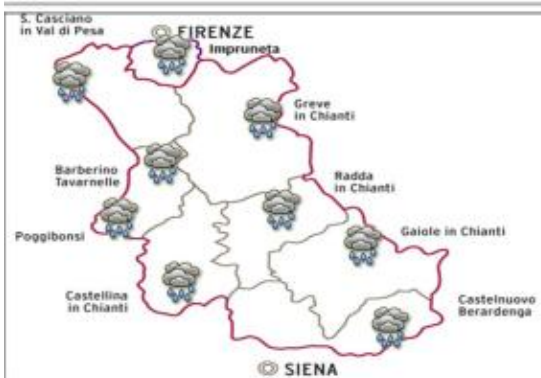 S. Casciano
in Val di Pesa
FIRENZE
Impruneta
Greve
in Chianti
Barberino
Tavarnelle
Radda
in Chianti
Poggibonsi
Gaiole in Chianti
Castellina
in Chianti
Castelnuovo
Berardenga
SIENA